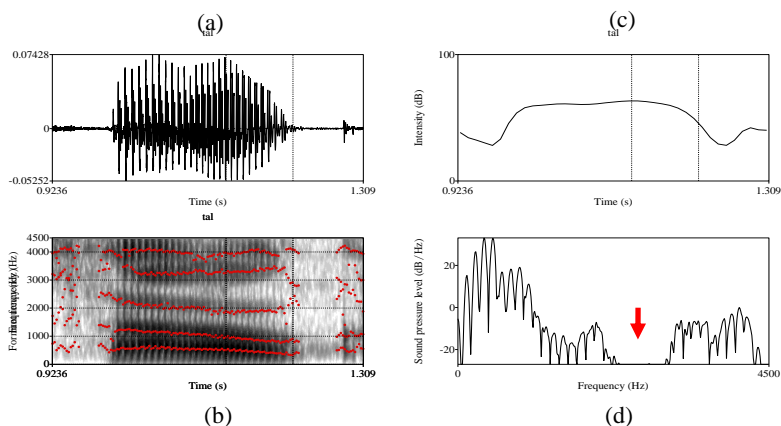 (a)
tal
0.07428
0
-0.05252
0.9236
1.309
Time (s)
(c)
tal
100
Intensity (dB)
0
0.9236
1.309
Time (s)
tal
4500
4000
3000
2000
1000
0
0.9236
1.309
Time (s)
(b)
Sound pressure level (dB / Hz)
20
0
-20
0
4500
Frequency (Hz)
(d)